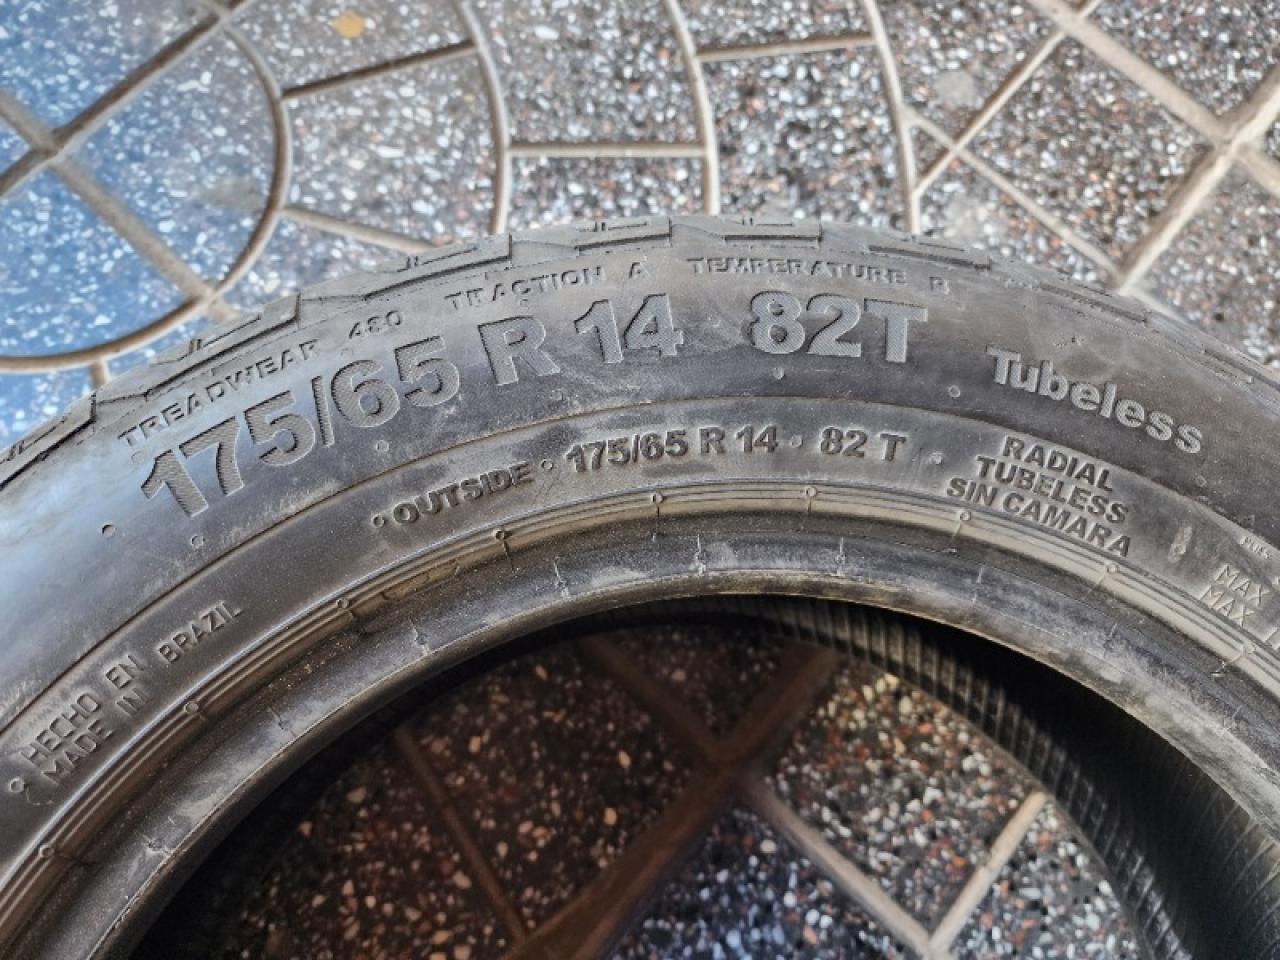 TREADWEAR 480 TRACTION A TEMPERATURE B
175/65 R 14 82T Tubeless
OUTSIDE 175/65 R 14 82 T
RADIAL
TUBELESS
SIN CAMARA
MAX
MAX
HECHO EN
MADE IN BRAZIL